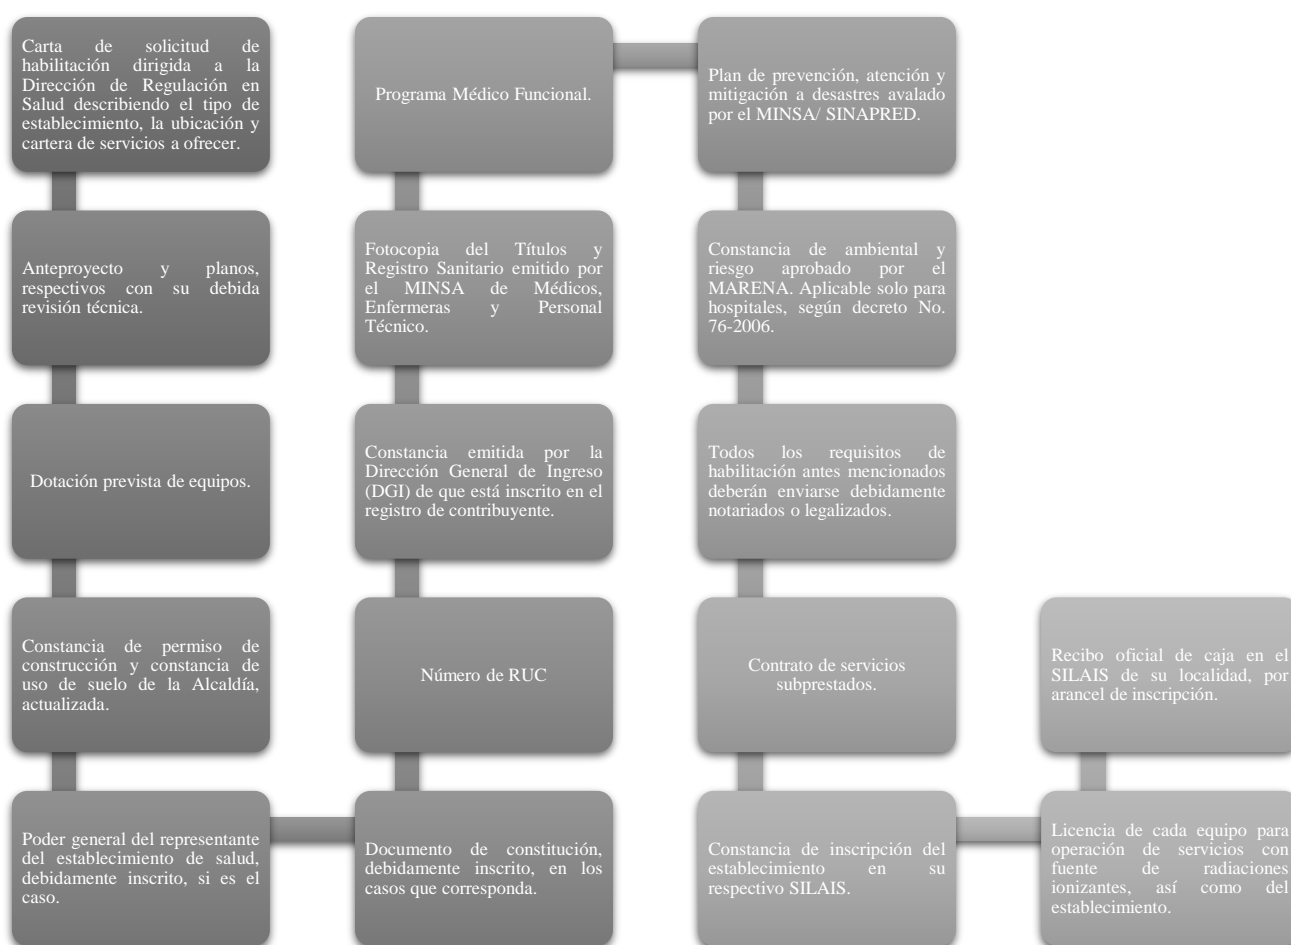 Carta de solicitud de
habilitación dirigida a la
Dirección de Regulación en
Salud describiendo el tipo de
establecimiento, la ubicación y
cartera de servicios a ofrecer.
Anteproyecto y planos,
respectivos con su debida
revisión técnica.
Dotación prevista de equipos.
Constancia de permiso de
construcción y constancia de
uso de suelo de la Alcaldía,
actualizada.
Poder general del representante
del establecimiento de salud,
debidamente inscrito, si es el
caso.
Documento de constitución,
debidamente inscrito, en los
casos que corresponda.
Número de RUC
Constancia emitida por la
Dirección General de Ingreso
(DGI) de que está inscrito en el
registro de contribuyente.
Fotocopia del Títulos y
Registro Sanitario emitido por
el MINSA de Médicos,
Enfermeras y Personal
Técnico.
Programa Médico Funcional.
Plan de prevención, atención y
mitigación a desastres avalado
por el MINSA/ SINAPRED.
Constancia de ambiental y
riesgo aprobado por el
MARENA. Aplicable solo para
hospitales, según decreto No.
76-2006.
Todos los requisitos de
habilitación antes mencionados
deberán enviarse debidamente
notariados o legalizados.
Contrato de servicios
subprestados.
Constancia de inscripción del
establecimiento en su
respectivo SILAIS.
Licencia de cada equipo para
operación de servicios con
fuente de radiaciones
ionizantes, así como del
establecimiento.
Recibo oficial de caja en el
SILAIS de su localidad, por
arancel de inscripción.